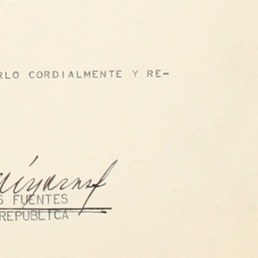 RLO CORDIALMENTE Y RE-
S FUENTES
REPUBLICA